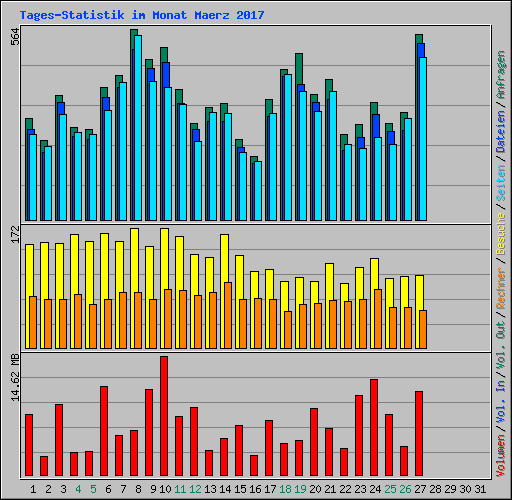 Tages-Statistik im Monat Maerz 2017
564
172
14.62 MB
Volumen / Vol. In / Vol. Out / Rechner / Besuche / Seiten / Dateien / Anfragen
1 2 3 4 5 6 7 8 9 10 11 12 13 14 15 16 17 18 19 20 21 22 23 24 25 26 27 28 29 30 31